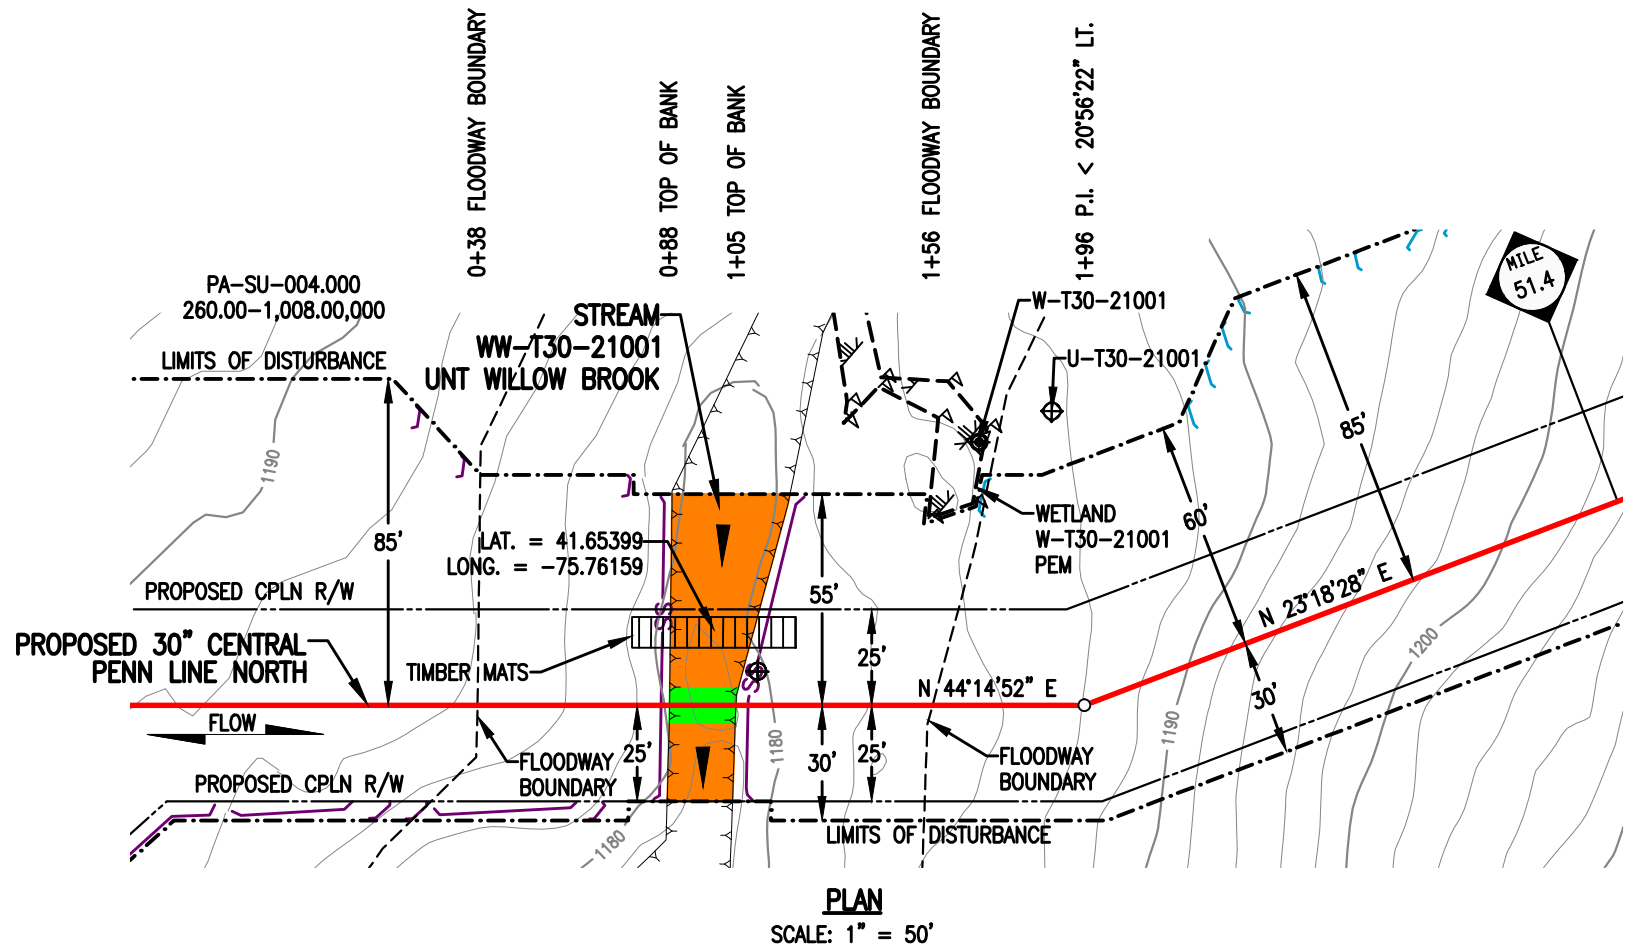 0+38 FLOODWAY BOUNDARY
0+88 TOP OF BANK
1+05 TOP OF BANK
1+56 FLOODWAY BOUNDARY
1+96 P.I. < 20°56'22" LT.
PA-SU-004.000
260.00-1,008.00,000
LIMITS OF DISTURBANCE
STREAM
WW-T30-21001
UNT WILLOW BROOK
W-T30-21001
U-T30-21001
MILE
51.4
1190
85'
85'
60'
LAT. = 41.65399
LONG. = -75.76159
WETLAND
W-T30-21001
PEM
PROPOSED CPLN R/W
55'
N 23°18'28" E
SS
PROPOSED 30" CENTRAL
PENN LINE NORTH
TIMBER MATS
25'
S
N 44°14'52" E
1200
30'
FLOW
1180
1190
FLOODWAY
BOUNDARY
25'
30'
25'
FLOODWAY
BOUNDARY
PROPOSED CPLN R/W
1180
LIMITS OF DISTURBANCE
PLAN
SCALE: 1" = 50'